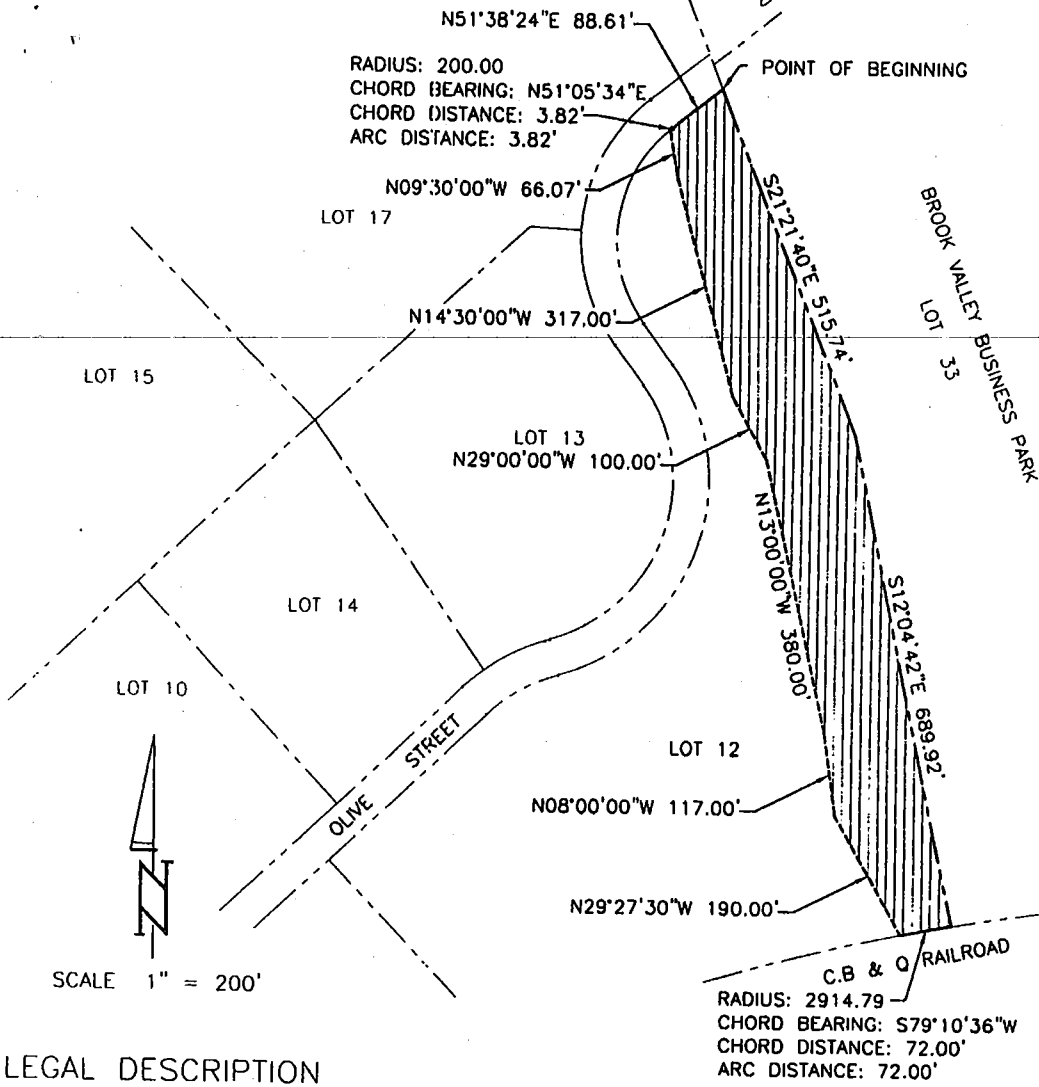 N51°38'24"E 88.61'
RADIUS: 200.00
CHORD BEARING: N51°05'34"E
CHORD DISTANCE: 3.82'
ARC DISTANCE: 3.82'
POINT OF BEGINNING
N09°30'00"W 66.07'
LOT 17
S21°21'40"E 515.74'
BROOK VALLEY BUSINESS PARK
LOT 33
N14°30'00"W 317.00'
LOT 15
LOT 13
N29°00'00"W 100.00'
N13°00'00"W 380.00'
S12°04'42"E 689.92'
LOT 14
LOT 10
OLIVE STREET
LOT 12
N08°00'00"W 117.00'
N29°27'30"W 190.00'
N
SCALE 1" = 200'
C.B & Q RAILROAD
RADIUS: 2914.79
CHORD BEARING: S79°10'36"W
CHORD DISTANCE: 72.00'
ARC DISTANCE: 72.00'
LEGAL DESCRIPTION